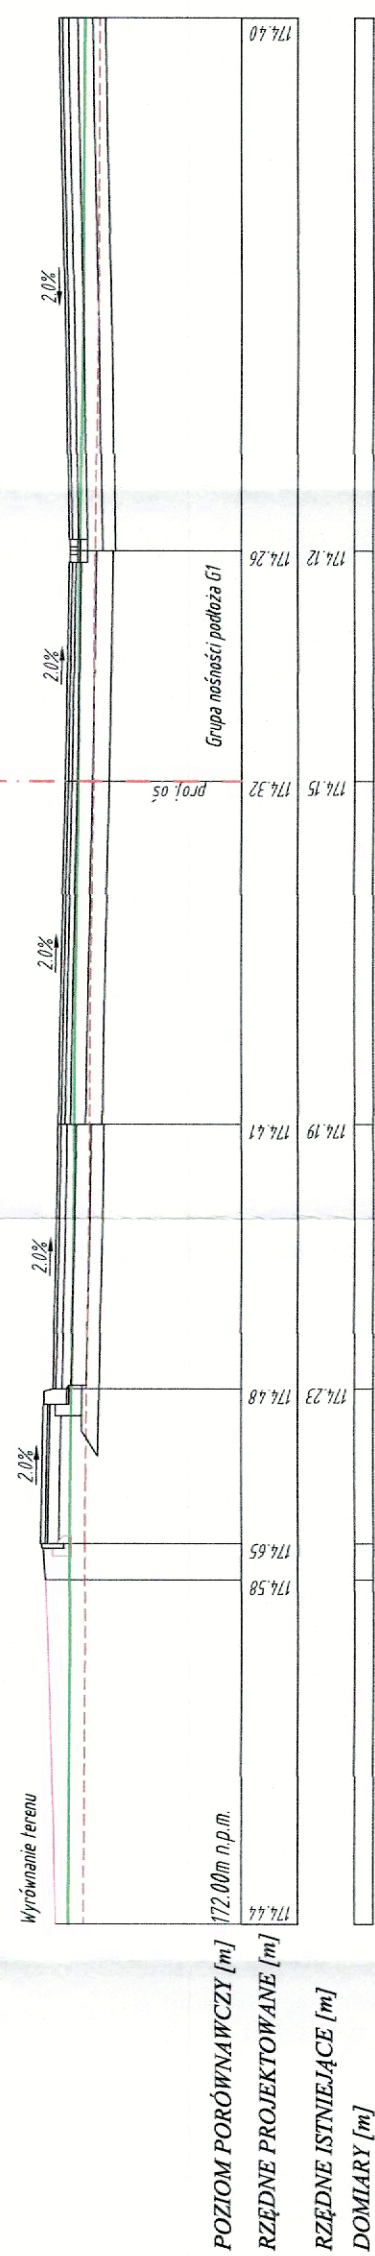 Wyrównanie terenu
2.0%
2.0%
2.0%
2.0%
2.0%
proj. oś
Grupa nośności podłoża G1
172.00m n.p.m.
POZIOM PORÓWNAWCZY [m]
RZĘDNE PROJEKTOWANE [m]
174.44
174.58
174.65
174.48
174.41
174.32
174.26
174.40
RZĘDNE ISTNIEJĄCE [m]
174.23
174.19
174.15
174.12
DOMIARY [m]